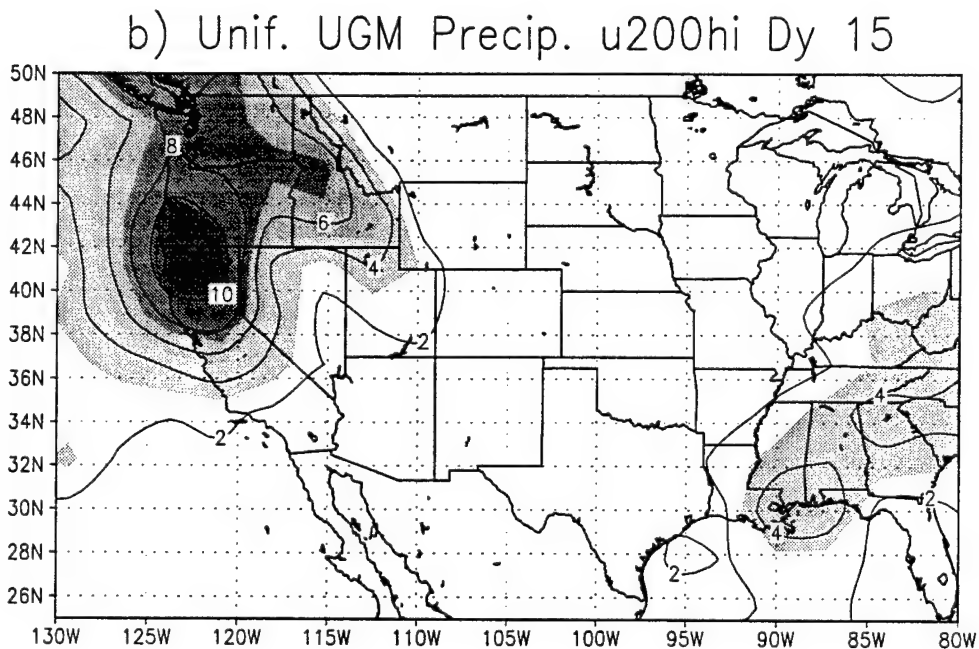 b) Unif. UGM Precip. u200hi Dy 15
50N
48N
8
46N
44N
6
42N
4
40N
10
38N
2
36N
4
34N
2
32N
30N
2
4
28N
2
26N
130W 125W 120W 115W 110W 105W 100W 95W 90W 85W 80W